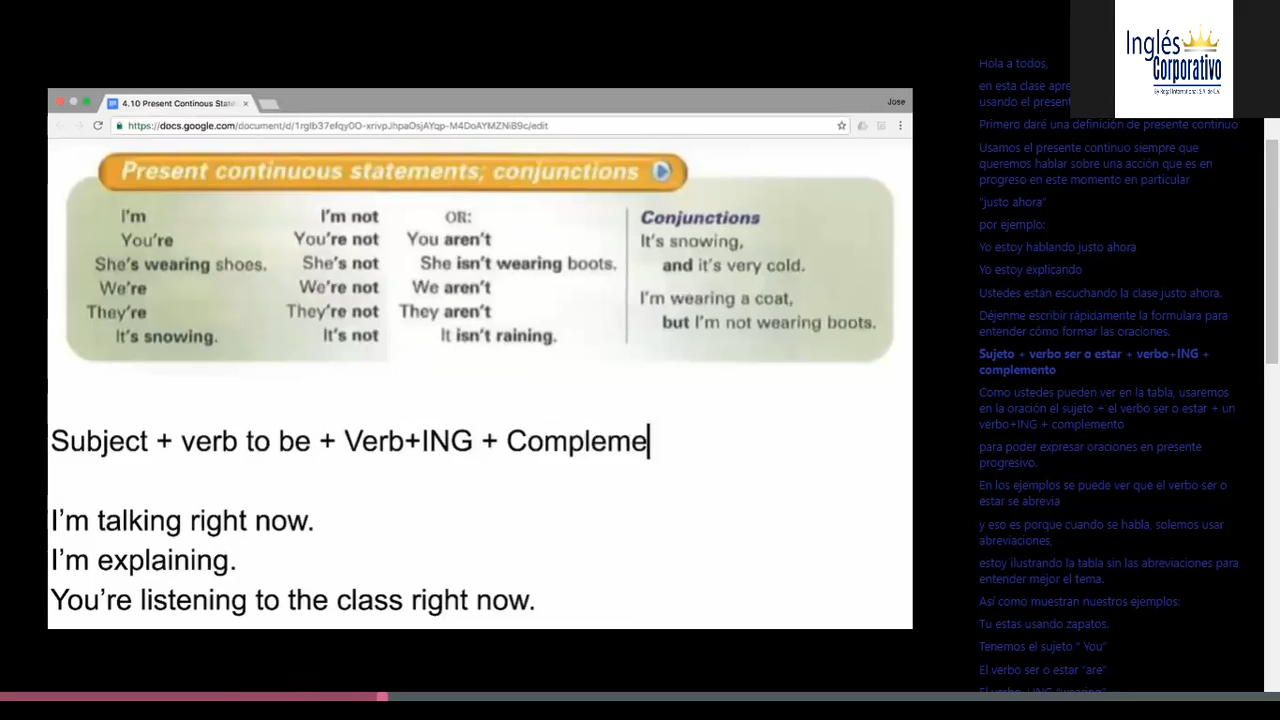 Inglés
Corporativo
4.10 Present Continous State
Jose
https://docs.google.com/document/d/1rglb37efqy0O-xrivpJhpaOsjAYqp-M4DoAYMZNiB9c/edit
Present continuous statements; conjunctions
I'm I'm not OR: Conjunctions
You're You're not You aren't It's snowing,
She's wearing shoes. She's not She isn't wearing boots. and it's very cold.
We're We're not We aren't I'm wearing a coat,
They're They're not They aren't but I'm not wearing boots.
It's snowing. It's not It isn't raining.
Subject + verb to be + Verb+ING + Compleme
I'm talking right now.
I'm explaining.
You're listening to the class right now.
Hola a todos,
en esta clase apre
usando el present
Primero daré una definición de presente continuo
Usamos el presente continuo siempre que
queremos hablar sobre una acción que es en
progreso en este momento en particular
"justo ahora"
por ejemplo:
Yo estoy hablando justo ahora
Yo estoy explicando
Ustedes están escuchando la clase justo ahora.
Déjenme escribir rápidamente la formulara para
entender cómo formar las oraciones.
Sujeto + verbo ser o estar + verbo+ING +
complemento
Como ustedes pueden ver en la tabla, usaremos
en la oración el sujeto + el verbo ser o estar + un
verbo+ING + complemento
para poder expresar oraciones en presente
progresivo.
En los ejemplos se puede ver que el verbo ser o
estar se abrevia
y eso es porque cuando se habla, solemos usar
abreviaciones,
estoy ilustrando la tabla sin las abreviaciones para
entender mejor el tema.
Así como muestran nuestros ejemplos:
Tu estas usando zapatos.
Tenemos el sujeto " You"
El verbo ser o estar "are"
El verbo +ING "wearing"